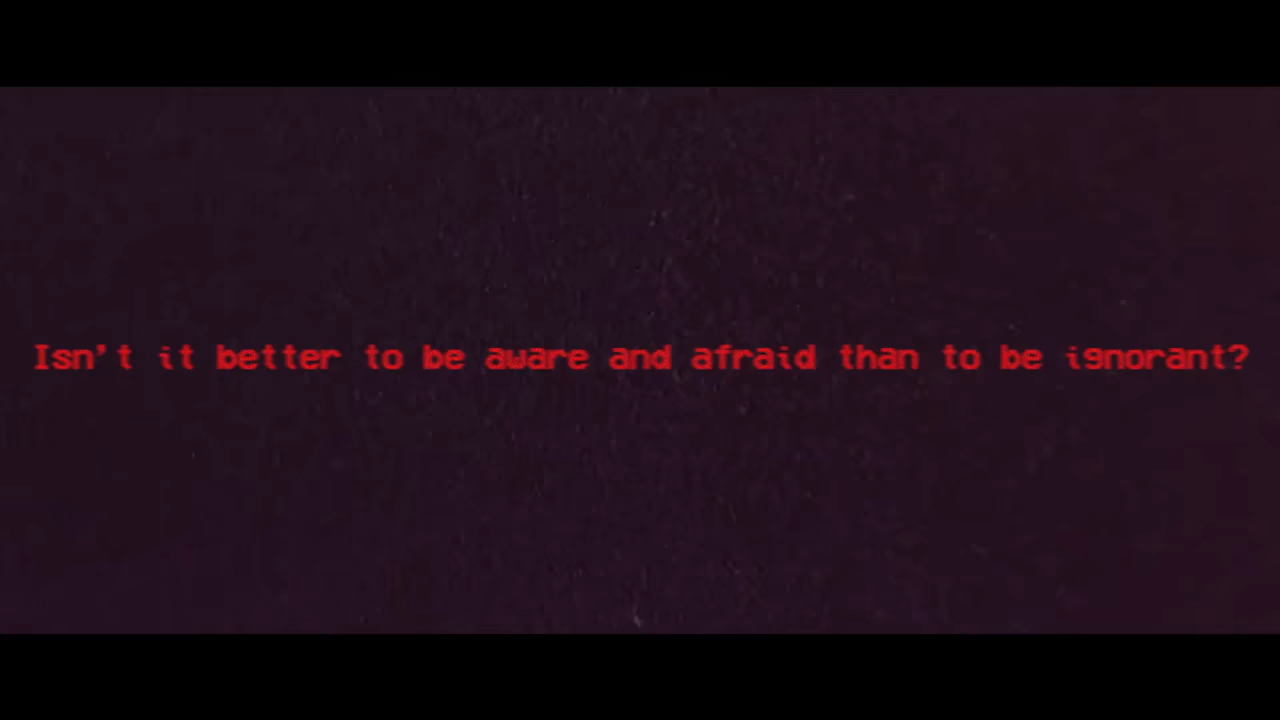 Isn't it better to be aware and afraid than to be ignorant?